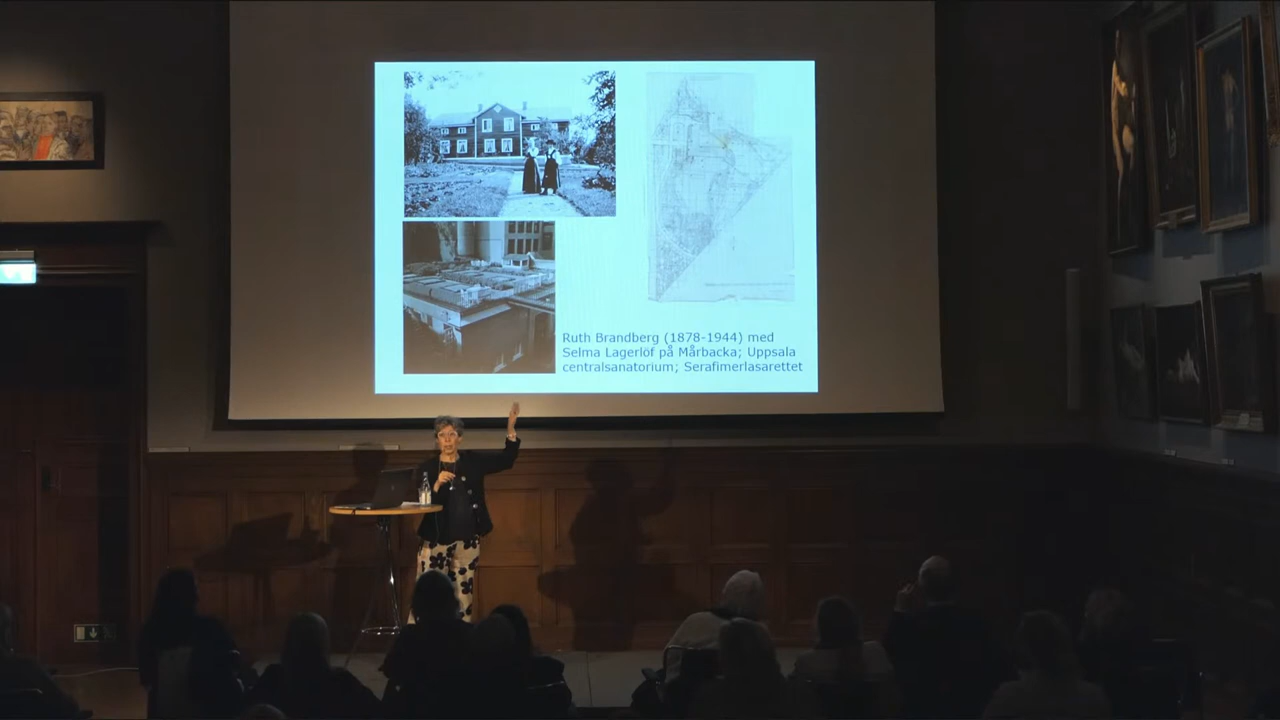 Ruth Brandberg (1878-1944) med
Selma Lagerlöf på Mårbacka; Uppsala
centralsanatorium; Serafimerlasarettet